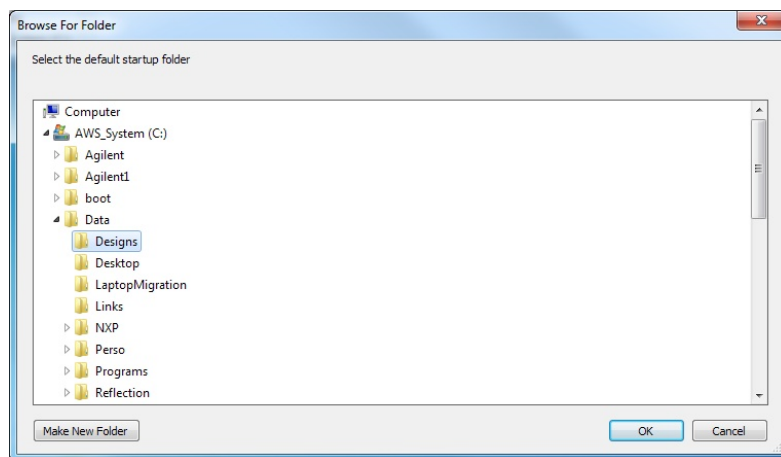 Browse For Folder
Select the default startup folder
Computer
AWS_System (C:)
Agilent
Agilent1
boot
Data
Designs
Desktop
LaptopMigration
Links
NXP
Perso
Programs
Reflection
Make New Folder
OK
Cancel